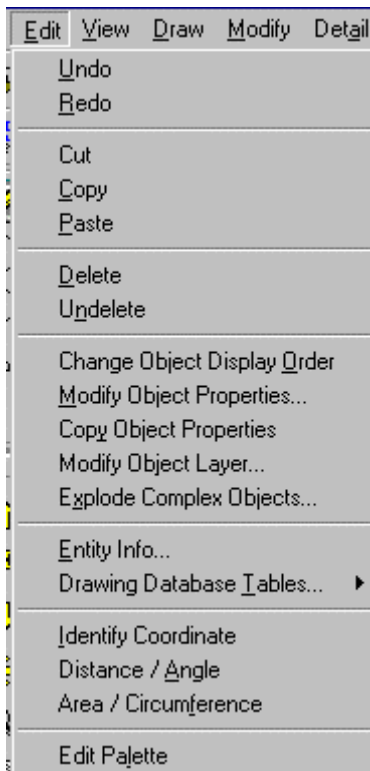 Edit View Draw Modify Detail
Undo
Redo
Cut
Copy
Paste
Delete
Undelete
Change Object Display Order
Modify Object Properties...
Copy Object Properties
Modify Object Layer...
Explode Complex Objects...
Entity Info...
Drawing Database Tables...
Identify Coordinate
Distance / Angle
Area / Circumference
Edit Palette